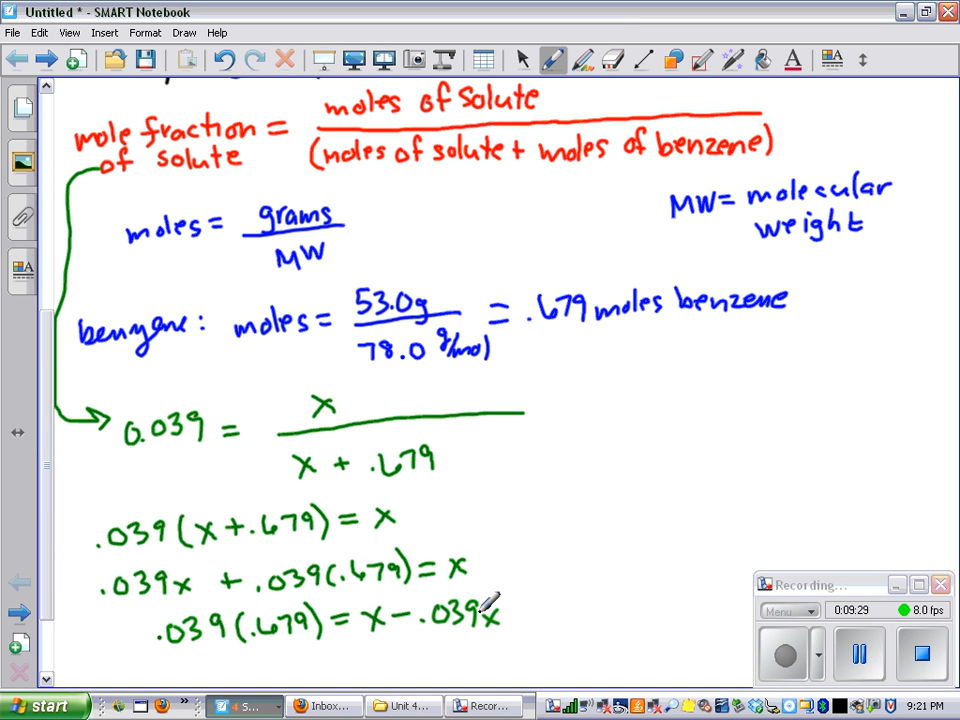 Untitled * - SMART Notebook
File Edit View Insert Format Draw Help
mole fraction of solute = moles of solute / (moles of solute + moles of benzene)
moles = grams / MW
MW = molecular weight
benzene: moles = 53.0g / 78.0 g/mol = .679 moles benzene
0.039 = x / x + .679
.039(x + .679) = x
.039x + .039(.679) = x
.039(.679) = x - .039x
Recording...
Menu 0:09:29 8.0fps
start 4 S... Inbox... Unit 4... Recor... 9:21 PM